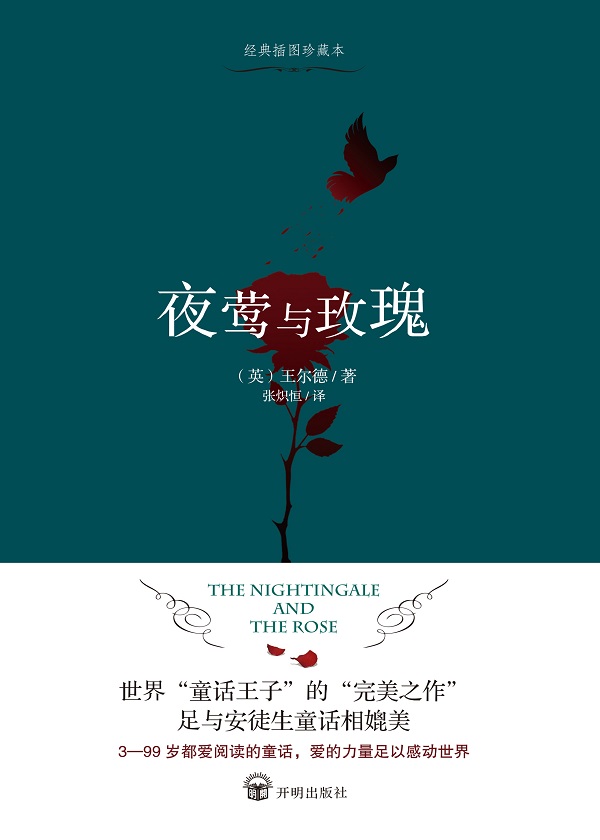 经典插图珍藏本
夜莺与玫瑰
（英）王尔德/著
张炽恒/译
THE NIGHTINGALE
AND
THE ROSE
世界“童话王子”的“完美之作”
足与安徒生童话相媲美
3—99岁都爱阅读的童话，爱的力量足以感动世界
开明出版社